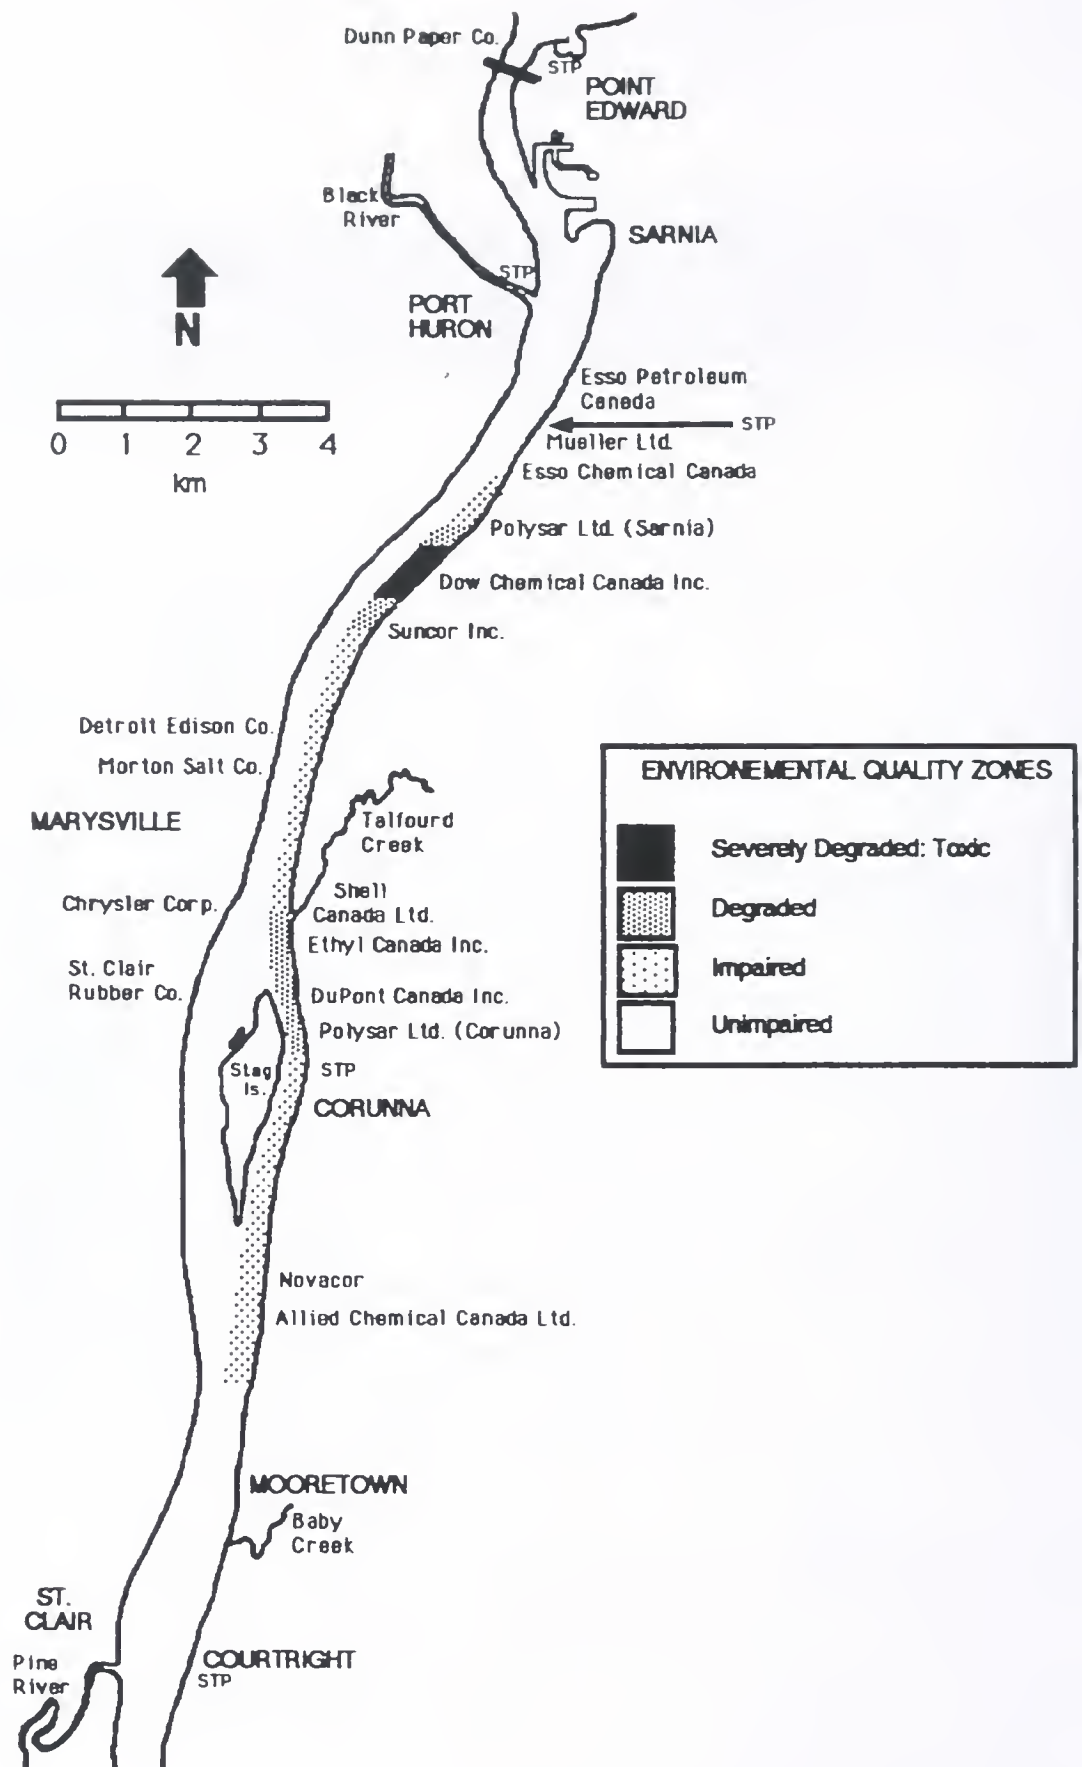 Dunn Paper Co.
STP
POINT
EDWARD
Black
River
SARNIA
STP
PORT
HURON
N
0 1 2 3 4
km
Esso Petroleum
Canada
STP
Mueller Ltd.
Esso Chemical Canada
Polysar Ltd. (Sarnia)
Dow Chemical Canada Inc.
Suncor Inc.
Detroit Edison Co.
Morton Salt Co.
MARYSVILLE
Talfourd
Creek
Chrysler Corp.
Shell
Canada Ltd.
Ethyl Canada Inc.
St. Clair
Rubber Co.
DuPont Canada Inc.
Polysar Ltd. (Corunna)
Stag
Is.
STP
CORUNNA
ENVIRONEMENTAL QUALITY ZONES
Severely Degraded: Toxic
Degraded
Impaired
Unimpaired
Novacor
Allied Chemical Canada Ltd.
MOORETOWN
Baby
Creek
ST.
CLAIR
Pine
River
COURTRIGHT
STP